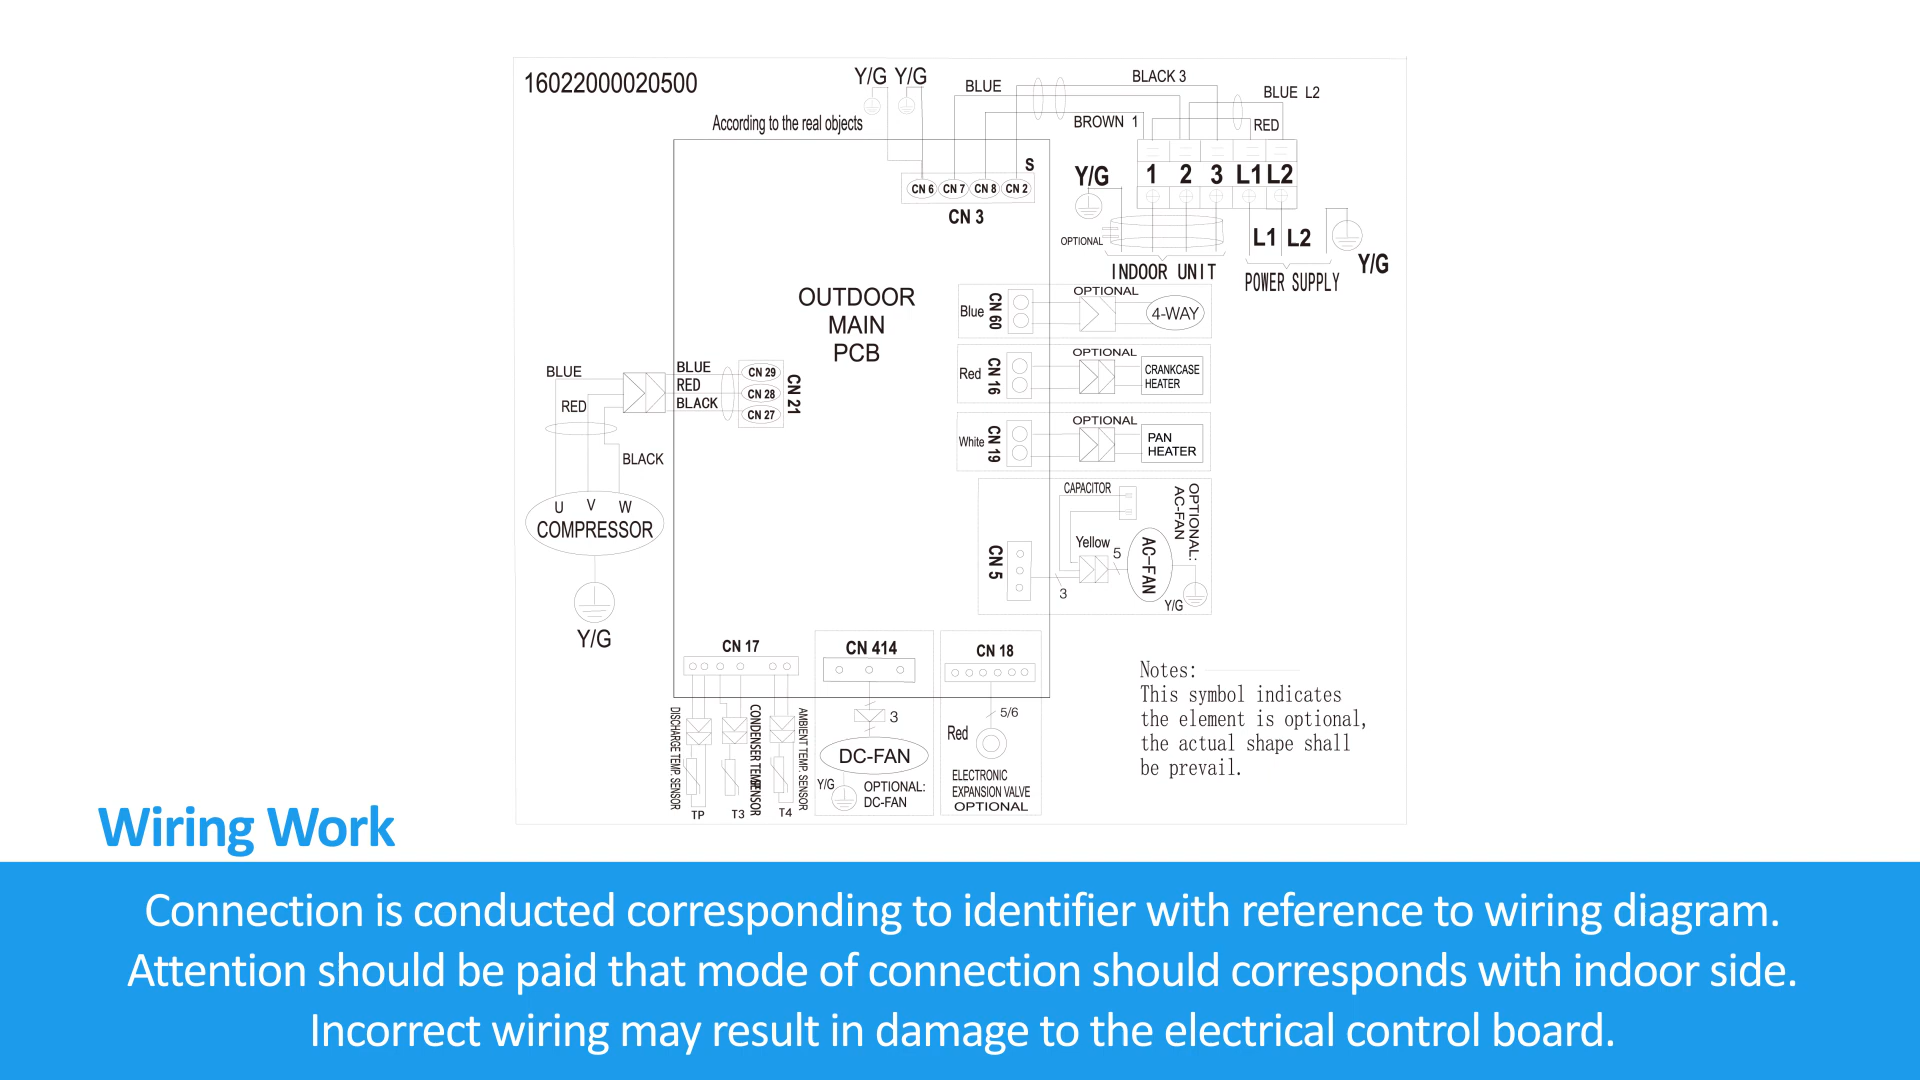 16022000020500
Y/G Y/G
BLUE
BLACK 3
BLUE L2
BROWN 1
RED
According to the real objects
S
CN 6 CN 7 CN 8 CN 2
CN 3
Y/G
1 2 3 L1 L2
OPTIONAL
L1 L2
Y/G
INDOOR UNIT
POWER SUPPLY
OUTDOOR
MAIN
PCB
Blue
CN 60
OPTIONAL
4-WAY
Red
CN 16
OPTIONAL
CRANKCASE
HEATER
White
CN 19
OPTIONAL
PAN
HEATER
BLUE
RED
BLACK
BLUE
RED
BLACK
CN 29
CN 28
CN 27
CN 21
U V W
COMPRESSOR
Y/G
CAPACITOR
OPTIONAL:
AC-FAN
Yellow
5
CN 5
3
AC-FAN
Y/G
CN 17
CN 414
CN 18
DISCHARGE TEMP. SENSOR
CONDENSER TEMP.
AMBIENT TEMP. SENSOR
TP
T3
T4
3
DC-FAN
Y/G
OPTIONAL:
DC-FAN
5/6
Red
ELECTRONIC
EXPANSION VALVE
OPTIONAL
Notes:
This symbol indicates
the element is optional,
the actual shape shall
be prevail.
Wiring Work
Connection is conducted corresponding to identifier with reference to wiring diagram.
Attention should be paid that mode of connection should corresponds with indoor side.
Incorrect wiring may result in damage to the electrical control board.